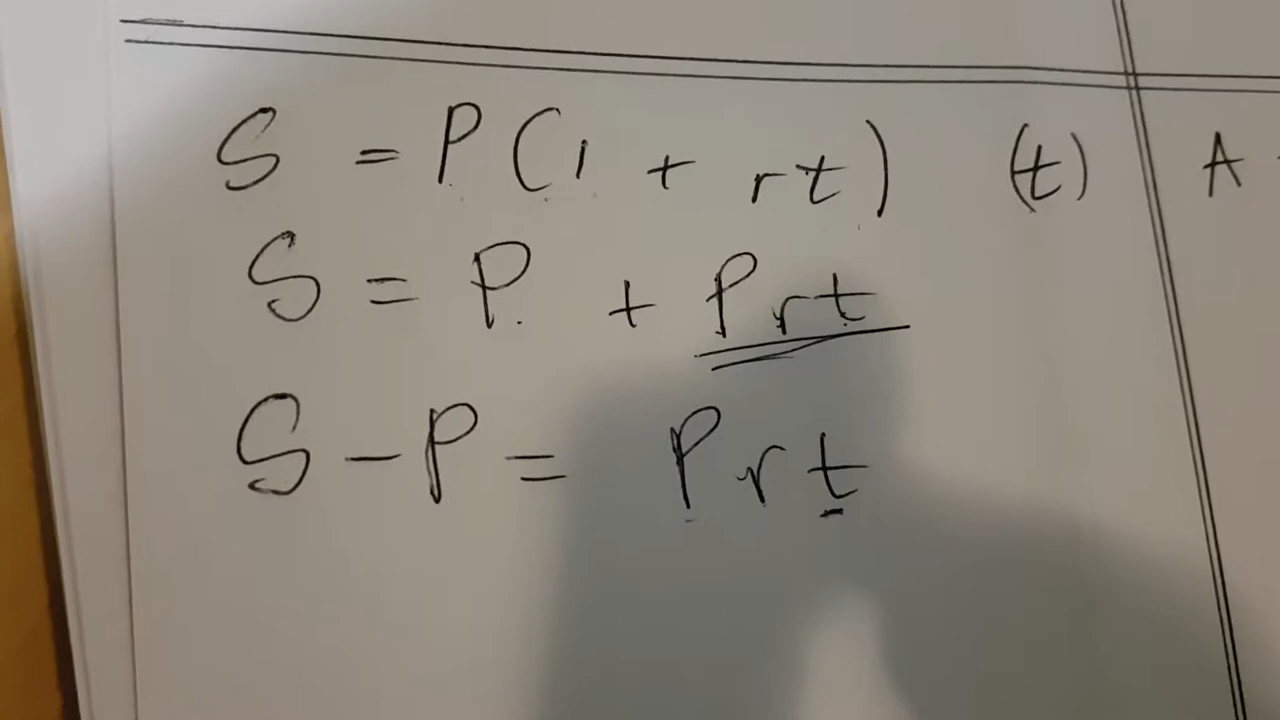 S = P(1 + rt) (t) A
S = P + Prt
S - P = Prt